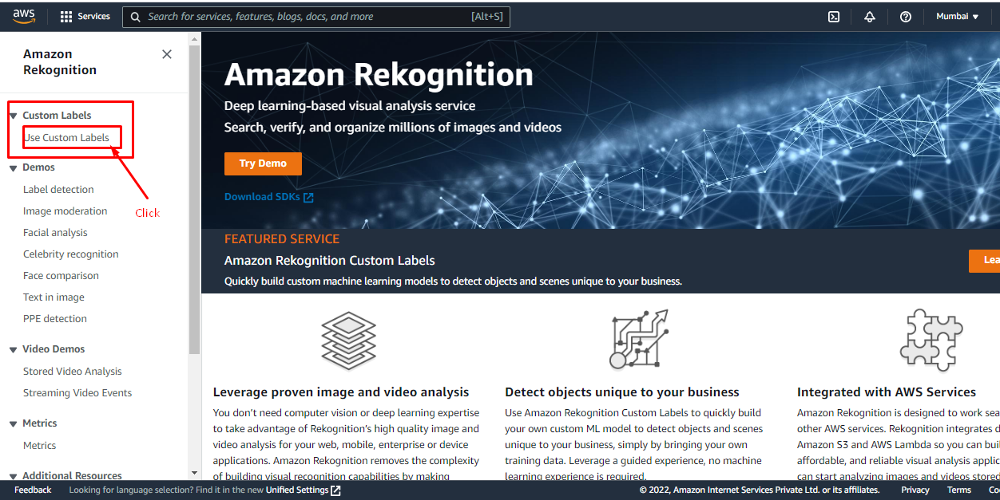 aws
Services
Search for services, features, blogs, docs, and more
[Alt+S]
Mumbai
Amazon
Rekognition
Custom Labels
Use Custom Labels
Click
Demos
Label detection
Image moderation
Facial analysis
Celebrity recognition
Face comparison
Text in image
PPE detection
Video Demos
Stored Video Analysis
Streaming Video Events
Metrics
Metrics
Additional Resources
Amazon Rekognition
Deep learning-based visual analysis service
Search, verify, and organize millions of images and videos
Try Demo
Download SDKs
FEATURED SERVICE
Amazon Rekognition Custom Labels
Quickly build custom machine learning models to detect objects and scenes unique to your business.
Lea
Leverage proven image and video analysis
You don’t need computer vision or deep learning expertise
to take advantage of Rekognition’s high quality image and
video analysis for your web, mobile, enterprise or device
applications. Amazon Rekognition removes the complexity
of building visual recognition capabilities by making
Detect objects unique to your business
Use Amazon Rekognition Custom Labels to quickly build
your own custom ML model to detect objects and scenes
unique to your business, simply by bringing your own
training data. Leverage a guided experience, no machine
learning experience is required.
Integrated with AWS Services
Amazon Rekognition is designed to work sea
other AWS services. Rekognition integrates d
Amazon S3 and AWS Lambda so you can buil
affordable, and reliable visual analysis applic
can start analyzing images and videos stored
Feedback
Looking for language selection? Find it in the new Unified Settings
© 2022, Amazon Internet Services Private Ltd. or its affiliates.
Privacy
Terms
Co